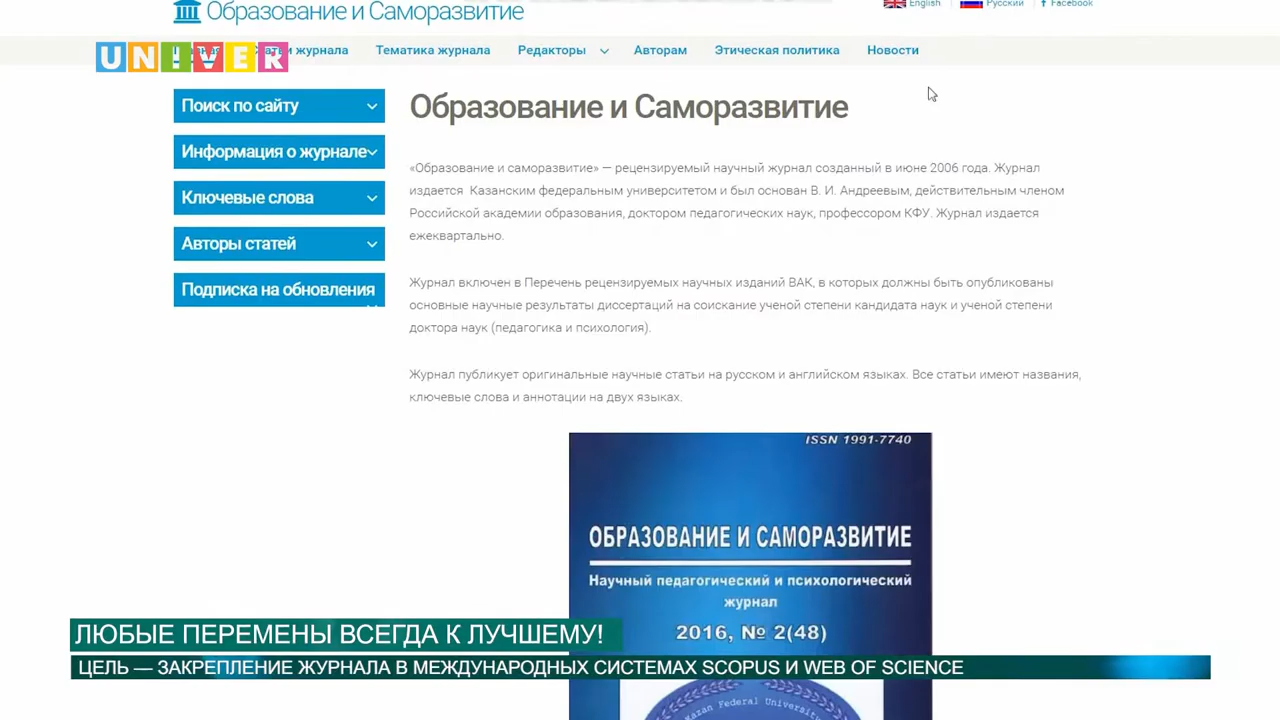 Образование и Саморазвитие
English
Русский
Facebook
UN!VER
журнала
Тематика журнала
Редакторы
Авторам
Этическая политика
Новости
Поиск по сайту
Информация о журнале
Ключевые слова
Авторы статей
Подписка на обновления
Образование и Саморазвитие
«Образование и саморазвитие» — рецензируемый научный журнал созданный в июне 2006 года. Журнал
издается Казанским федеральным университетом и был основан В. И. Андреевым, действительным членом
Российской академии образования, доктором педагогических наук, профессором КФУ. Журнал издается
ежеквартально.
Журнал включен в Перечень рецензируемых научных изданий ВАК, в которых должны быть опубликованы
основные научные результаты диссертаций на соискание ученой степени кандидата наук и ученой степени
доктора наук (педагогика и психология).
Журнал публикует оригинальные научные статьи на русском и английском языках. Все статьи имеют названия,
ключевые слова и аннотации на двух языках.
ISSN 1991-7740
ОБРАЗОВАНИЕ И САМОРАЗВИТИЕ
Научный педагогический и психологический
журнал
2016, № 2(48)
Kazan Federal University
ЛЮБЫЕ ПЕРЕМЕНЫ ВСЕГДА К ЛУЧШЕМУ!
ЦЕЛЬ — ЗАКРЕПЛЕНИЕ ЖУРНАЛА В МЕЖДУНАРОДНЫХ СИСТЕМАХ SCOPUS И WEB OF SCIENCE